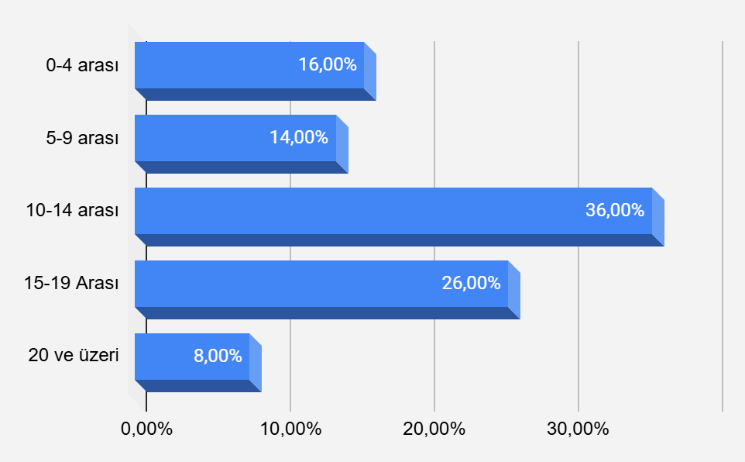 0-4 arası
16,00%
5-9 arası
14,00%
10-14 arası
36,00%
15-19 Arası
26,00%
20 ve üzeri
8,00%
0,00%
10,00%
20,00%
30,00%